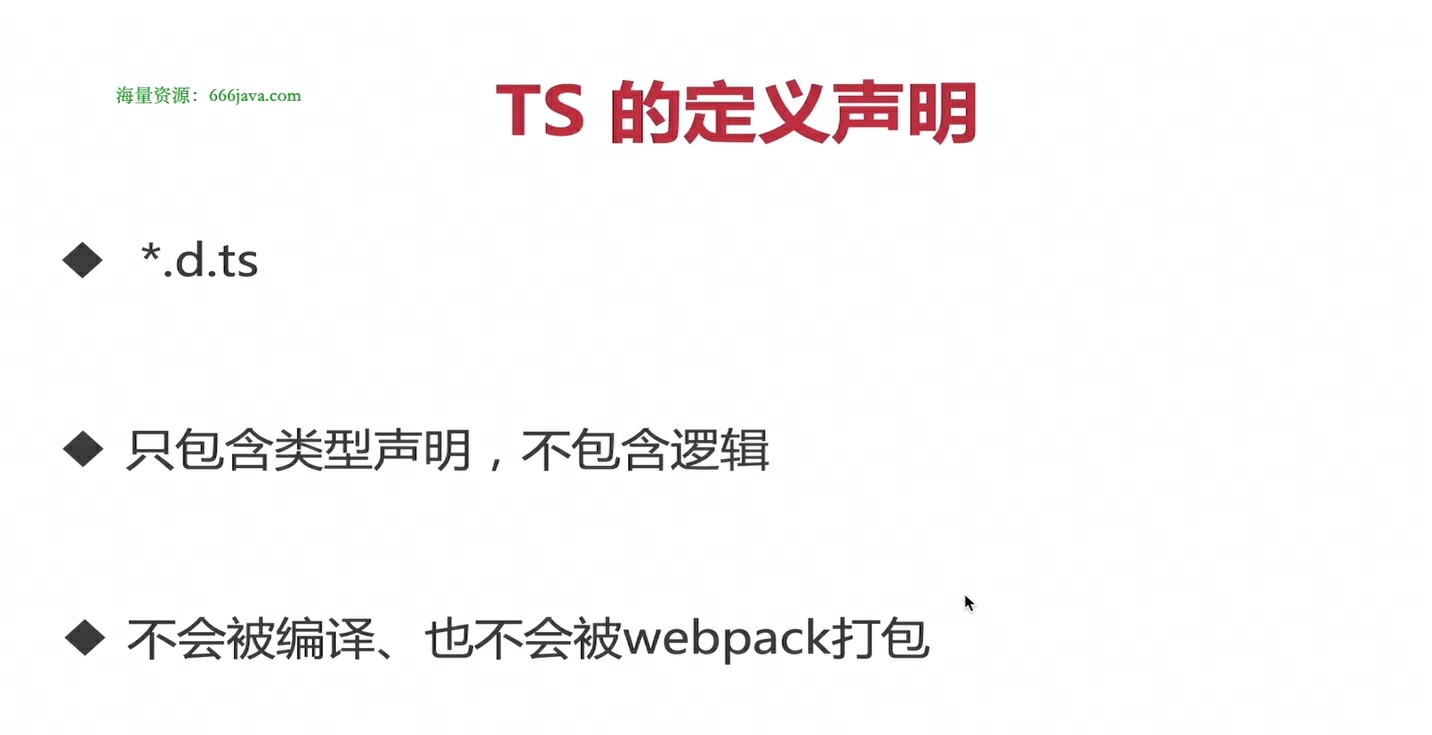 海量资源：666java.com
TS 的定义声明
*.d.ts
只包含类型声明，不包含逻辑
不会被编译、也不会被webpack打包